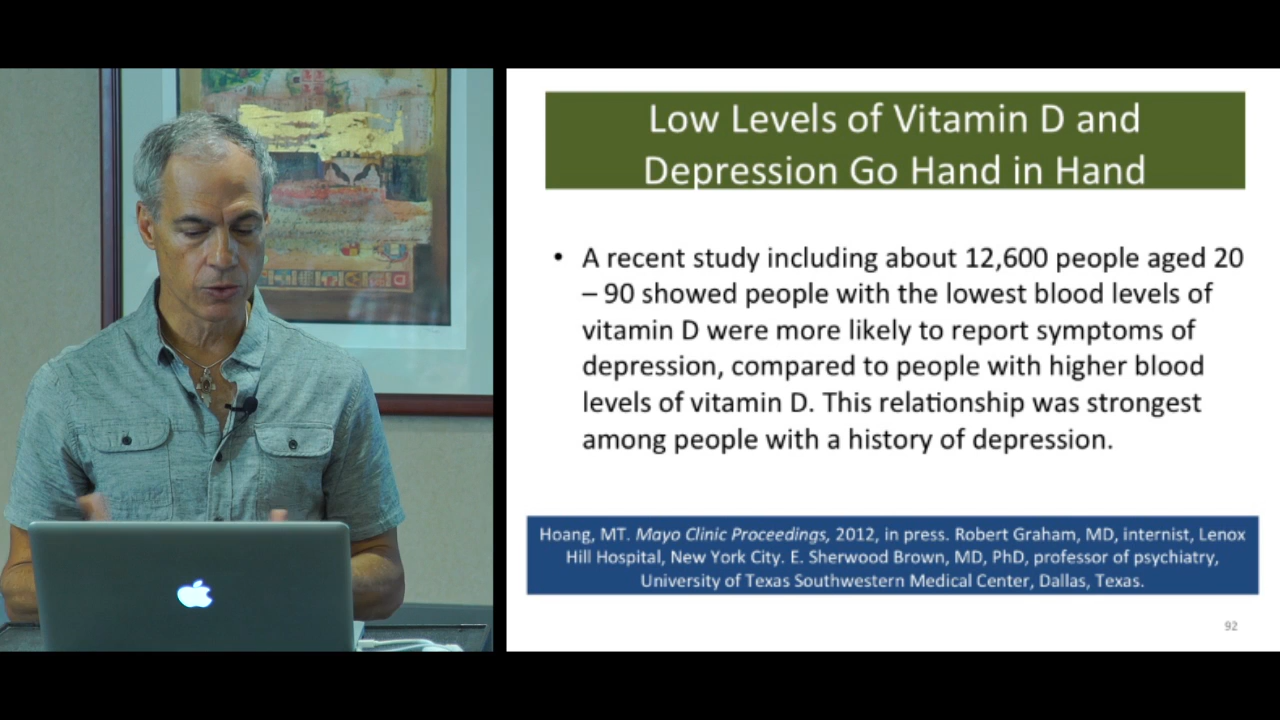 Low Levels of Vitamin D and
Depression Go Hand in Hand
• A recent study including about 12,600 people aged 20
– 90 showed people with the lowest blood levels of
vitamin D were more likely to report symptoms of
depression, compared to people with higher blood
levels of vitamin D. This relationship was strongest
among people with a history of depression.
Hoang, MT. Mayo Clinic Proceedings, 2012, in press. Robert Graham, MD, internist, Lenox
Hill Hospital, New York City. E. Sherwood Brown, MD, PhD, professor of psychiatry,
University of Texas Southwestern Medical Center, Dallas, Texas.
92